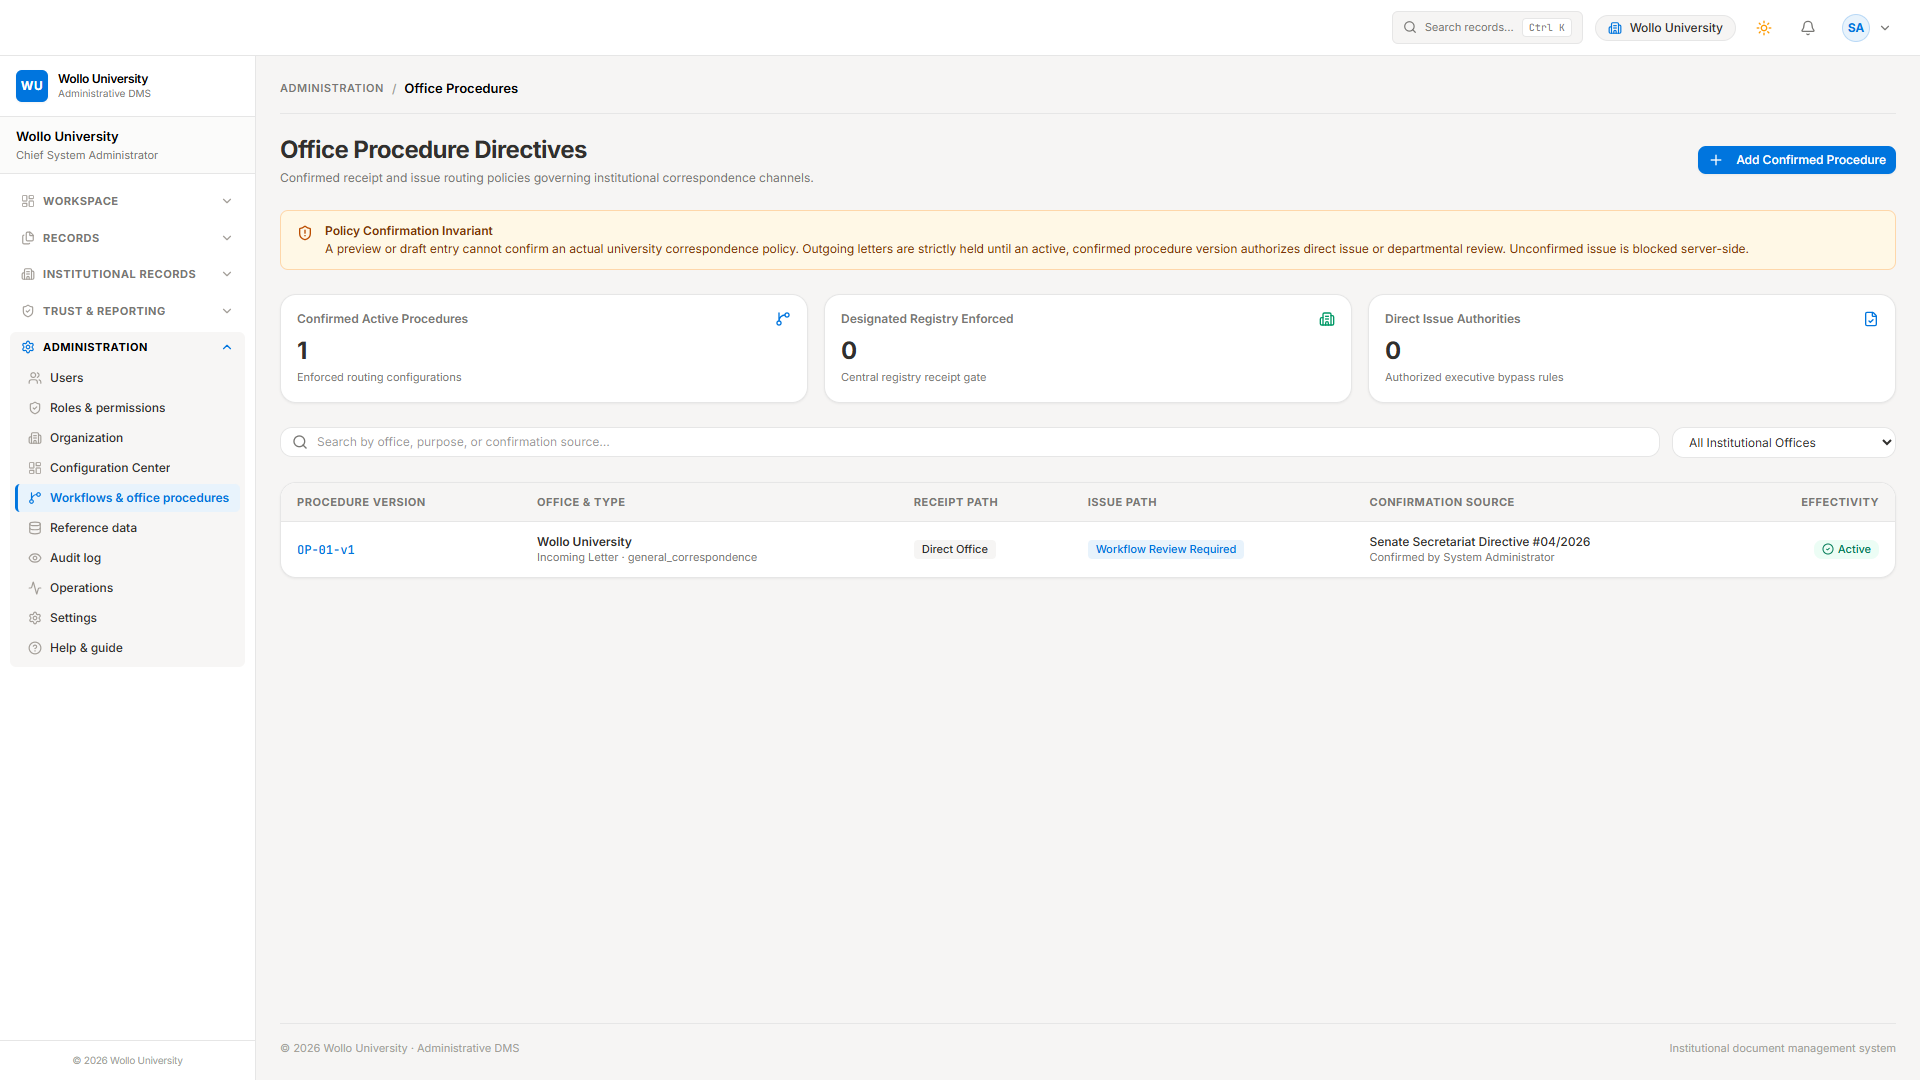 Search records... Ctrl K
Wollo University
SA
WU
Wollo University
Administrative DMS
Wollo University
Chief System Administrator
WORKSPACE
RECORDS
INSTITUTIONAL RECORDS
TRUST & REPORTING
ADMINISTRATION
Users
Roles & permissions
Organization
Configuration Center
Workflows & office procedures
Reference data
Audit log
Operations
Settings
Help & guide
© 2026 Wollo University
ADMINISTRATION / Office Procedures
Office Procedure Directives
Confirmed receipt and issue routing policies governing institutional correspondence channels.
Add Confirmed Procedure
Policy Confirmation Invariant
A preview or draft entry cannot confirm an actual university correspondence policy. Outgoing letters are strictly held until an active, confirmed procedure version authorizes direct issue or departmental review. Unconfirmed issue is blocked server-side.
Confirmed Active Procedures
1
Enforced routing configurations
Designated Registry Enforced
0
Central registry receipt gate
Direct Issue Authorities
0
Authorized executive bypass rules
Search by office, purpose, or confirmation source...
All Institutional Offices
PROCEDURE VERSION OFFICE & TYPE RECEIPT PATH ISSUE PATH CONFIRMATION SOURCE EFFECTIVITY
OP-01-v1
Wollo University
Incoming Letter · general_correspondence
Direct Office
Workflow Review Required
Senate Secretariat Directive #04/2026
Confirmed by System Administrator
Active
© 2026 Wollo University · Administrative DMS
Institutional document management system